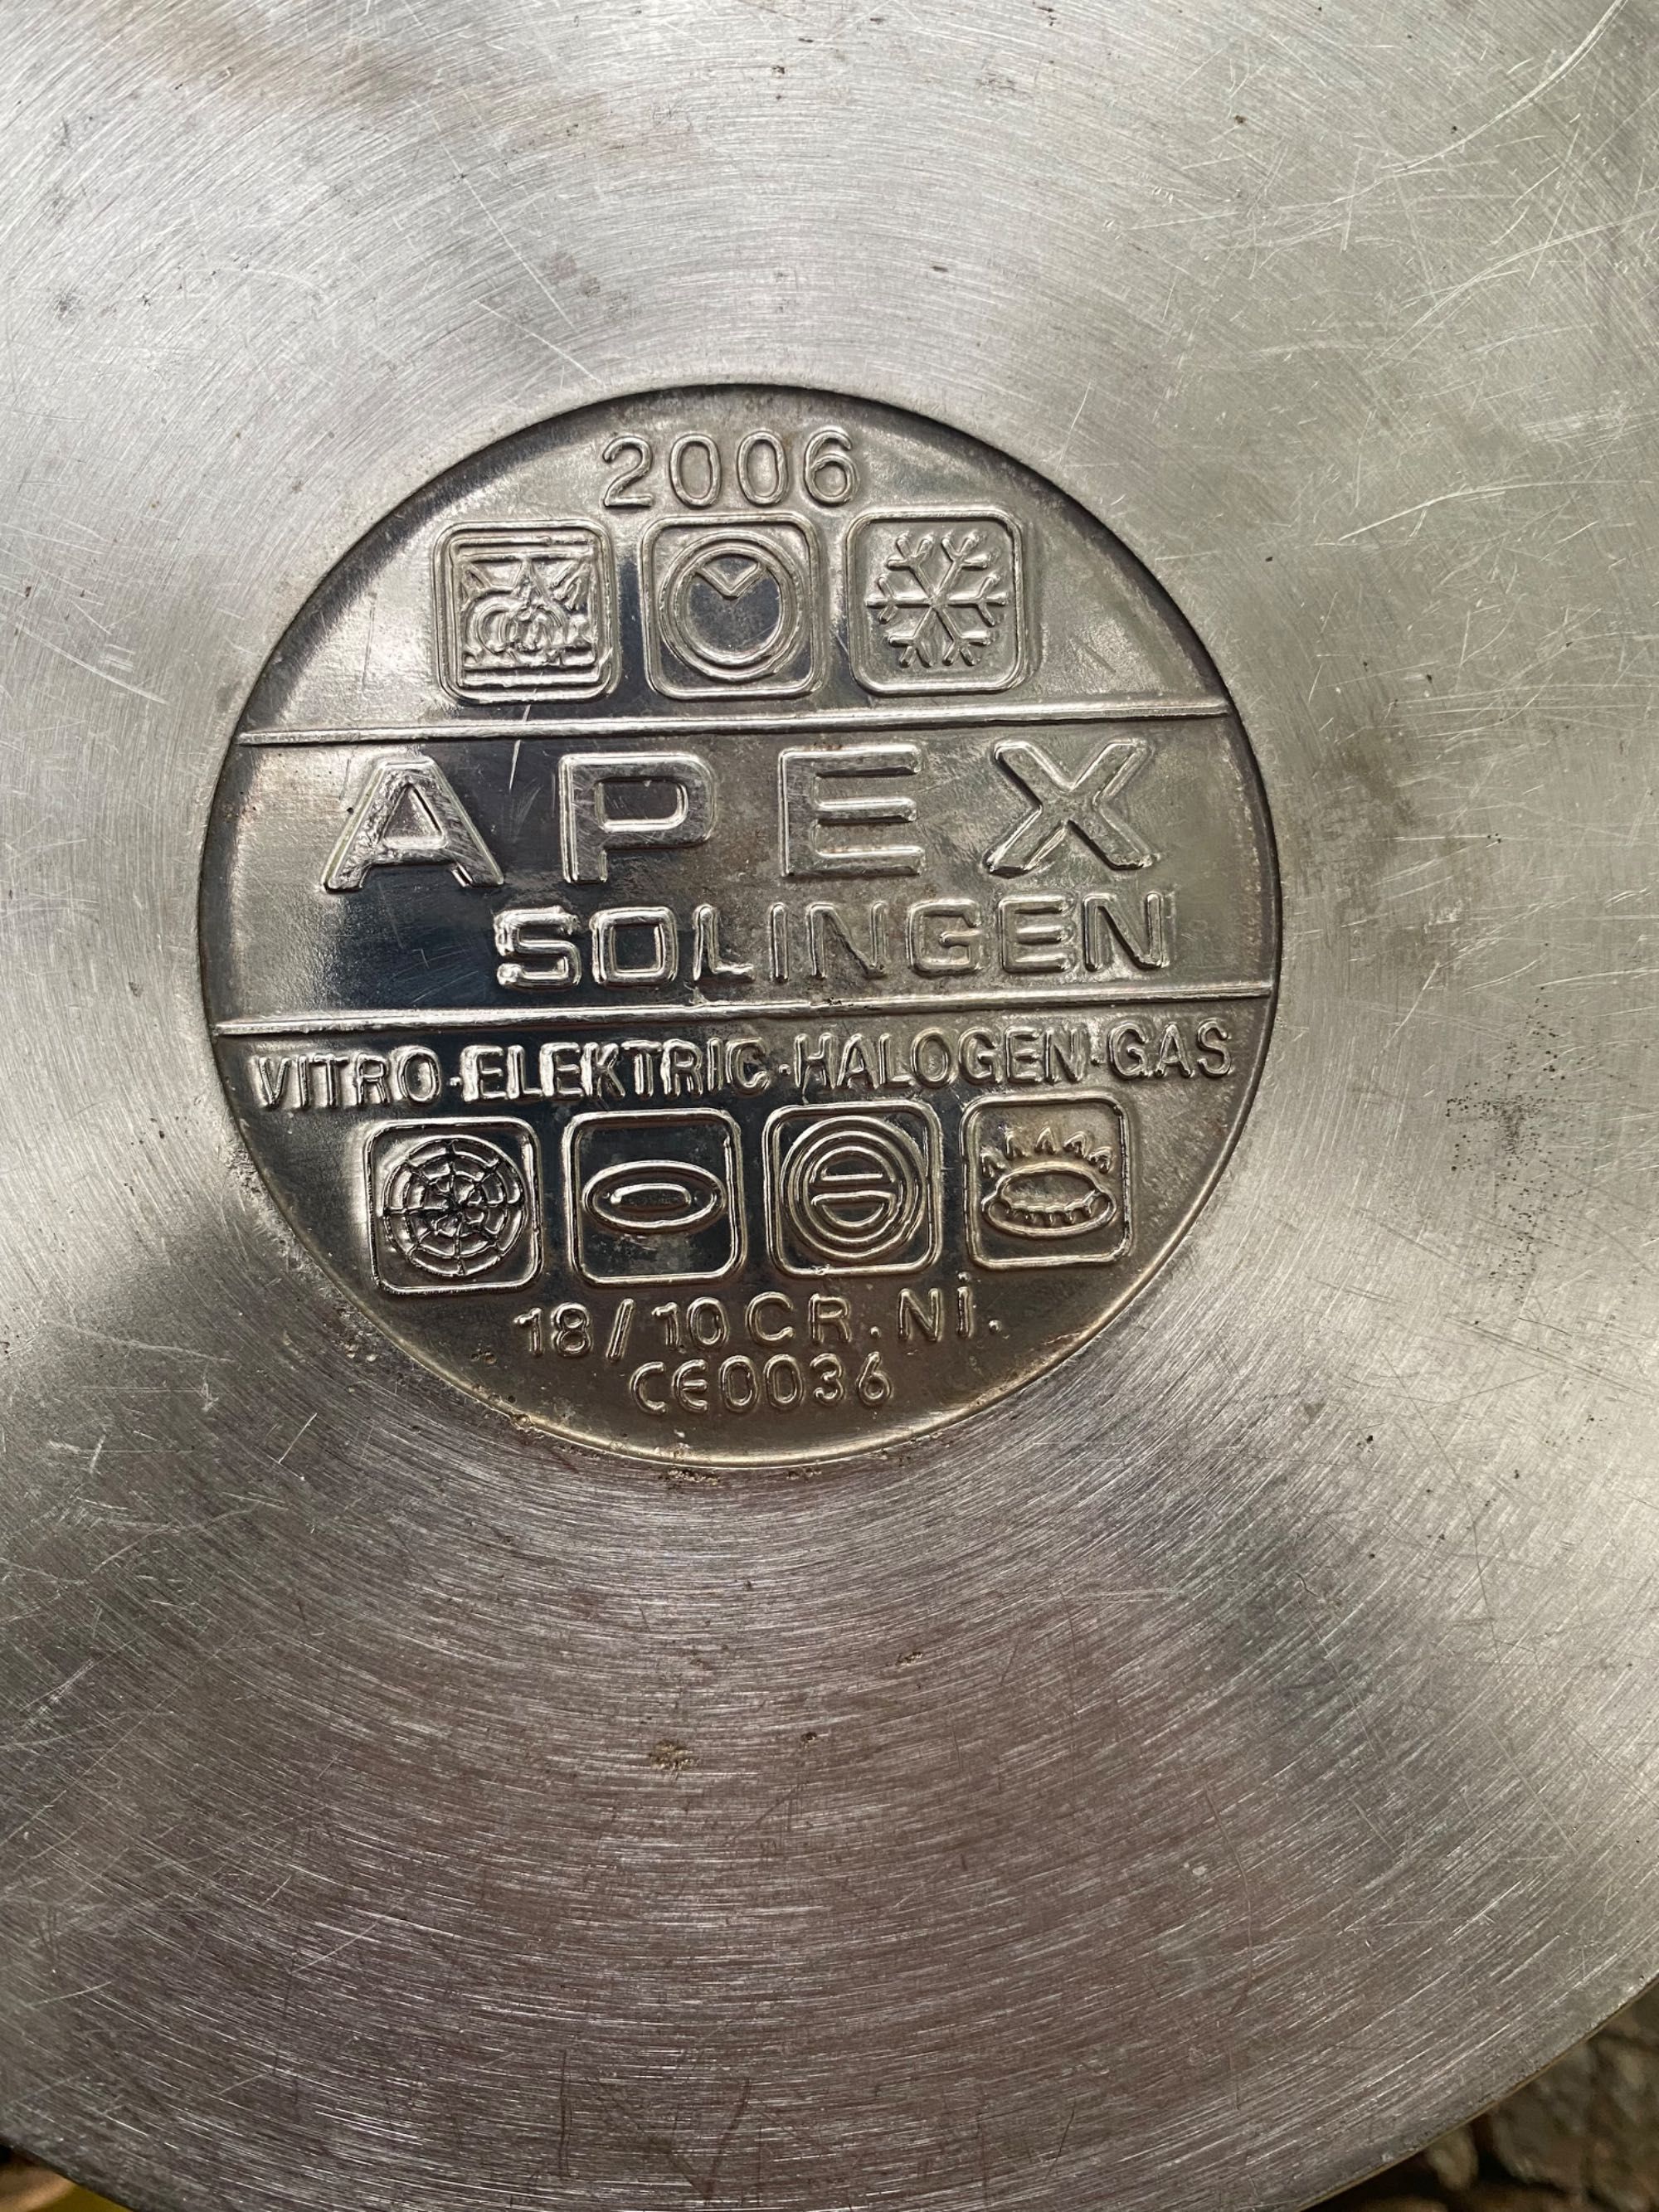 2006
APEX
SOLINGEN
VITRO·ELEKTRIC·HALOGEN·GAS
18/10 CR.Ni.
CE0036